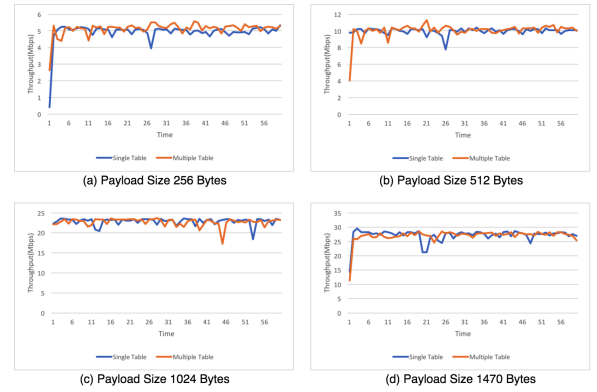 6
5
4
3
2
1
0
Throughput(Mbps)
1 6 11 16 21 26 31 36 41 46 51 56
Time
Single Table Multiple Table
(a) Payload Size 256 Bytes
12
10
8
6
4
2
0
Throughput(Mbps)
1 6 11 16 21 26 31 36 41 46 51 56
Time
Single Table Multiple Table
(b) Payload Size 512 Bytes
25
20
15
10
5
0
Throughput(Mbps)
1 6 11 16 21 26 31 36 41 46 51 56
Time
Single Table Multiple Table
(c) Payload Size 1024 Bytes
35
30
25
20
15
10
5
0
Throughput(Mbps)
1 6 11 16 21 26 31 36 41 46 51 56
Time
Single Table Multiple Table
(d) Payload Size 1470 Bytes